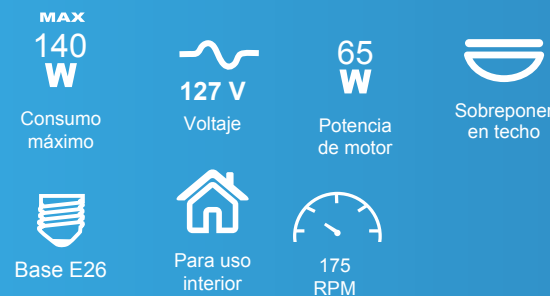 MAX
140
W
Consumo
máximo
127 V
Voltaje
65
W
Potencia
de motor
Sobreponer
en techo
Base E26
Para uso
interior
175
RPM